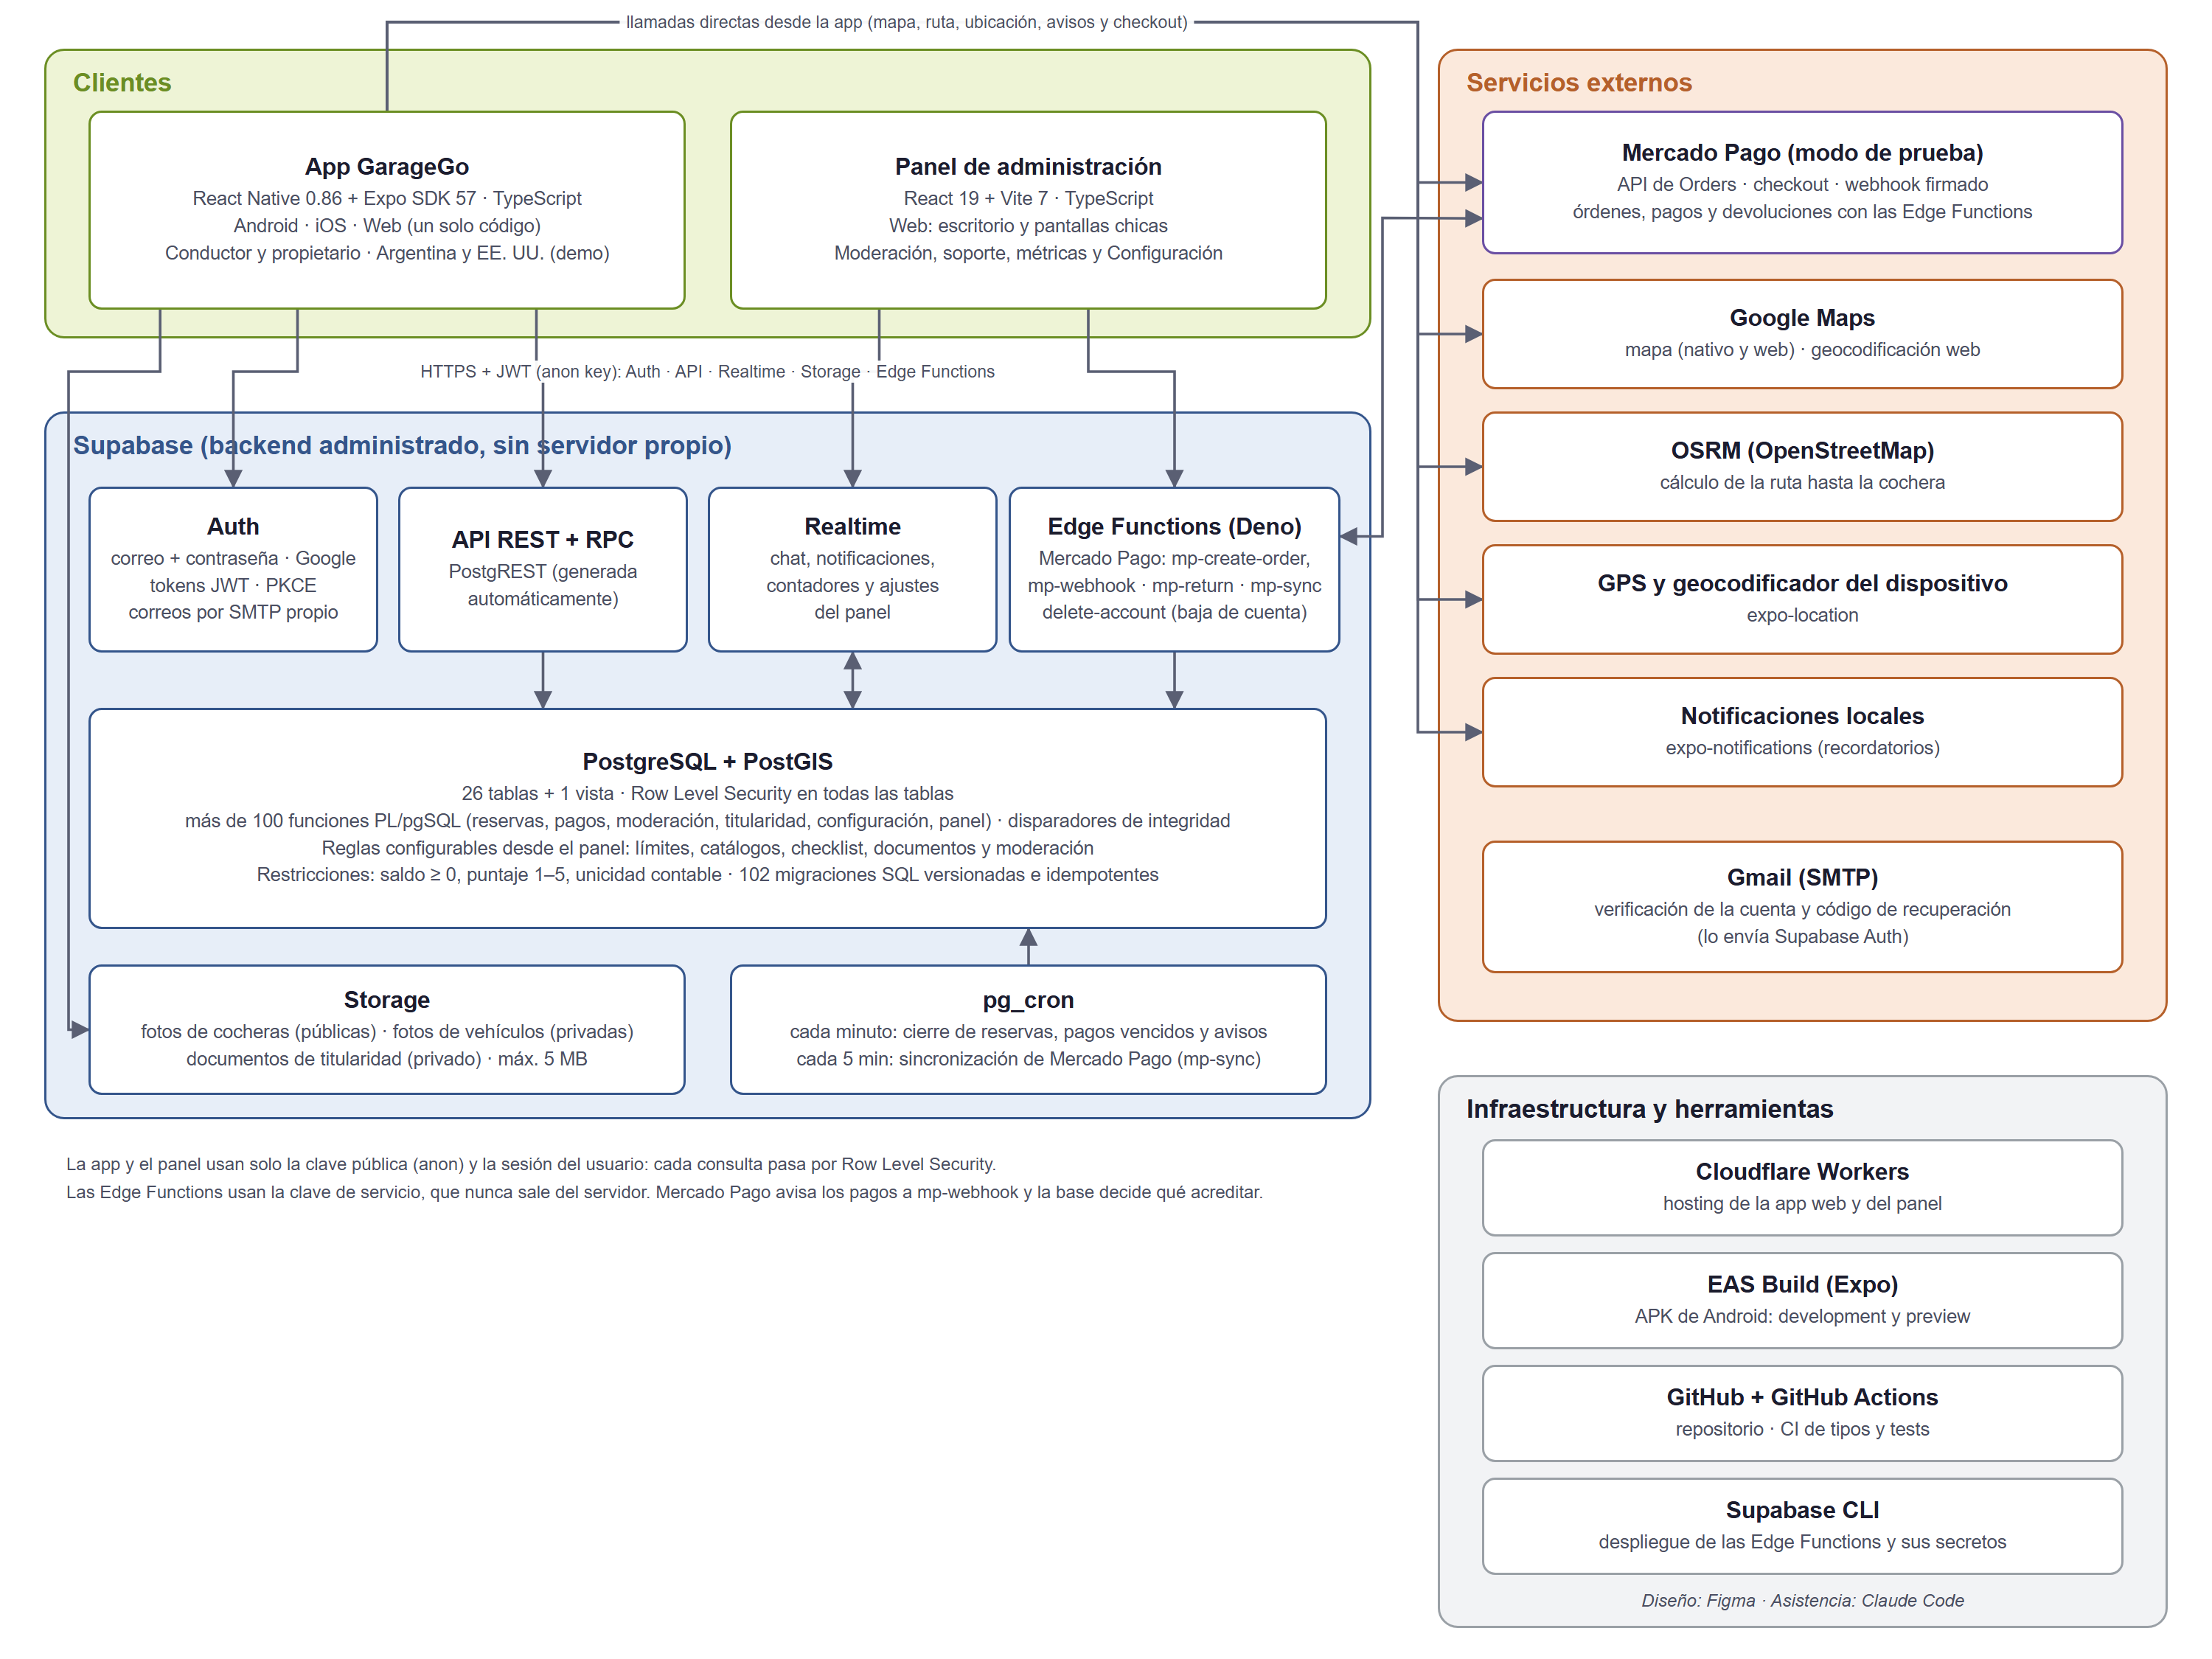 llamadas directas desde la app (mapa, ruta, ubicación, avisos y checkout)
Clientes
App GarageGo
React Native 0.86 + Expo SDK 57 · TypeScript
Android · iOS · Web (un solo código)
Conductor y propietario · Argentina y EE. UU. (demo)
Panel de administración
React 19 + Vite 7 · TypeScript
Web: escritorio y pantallas chicas
Moderación, soporte, métricas y Configuración
HTTPS + JWT (anon key): Auth · API · Realtime · Storage · Edge Functions
Supabase (backend administrado, sin servidor propio)
Auth
correo + contraseña · Google
tokens JWT · PKCE
correos por SMTP propio
API REST + RPC
PostgREST (generada
automáticamente)
Realtime
chat, notificaciones,
contadores y ajustes
del panel
Edge Functions (Deno)
Mercado Pago: mp-create-order,
mp-webhook · mp-return · mp-sync
delete-account (baja de cuenta)
PostgreSQL + PostGIS
26 tablas + 1 vista · Row Level Security en todas las tablas
más de 100 funciones PL/pgSQL (reservas, pagos, moderación, titularidad, configuración, panel) · disparadores de integridad
Reglas configurables desde el panel: límites, catálogos, checklist, documentos y moderación
Restricciones: saldo ≥ 0, puntaje 1–5, unicidad contable · 102 migraciones SQL versionadas e idempotentes
Storage
fotos de cocheras (públicas) · fotos de vehículos (privadas)
documentos de titularidad (privado) · máx. 5 MB
pg_cron
cada minuto: cierre de reservas, pagos vencidos y avisos
cada 5 min: sincronización de Mercado Pago (mp-sync)
La app y el panel usan solo la clave pública (anon) y la sesión del usuario: cada consulta pasa por Row Level Security.
Las Edge Functions usan la clave de servicio, que nunca sale del servidor. Mercado Pago avisa los pagos a mp-webhook y la base decide qué acreditar.
Servicios externos
Mercado Pago (modo de prueba)
API de Orders · checkout · webhook firmado
órdenes, pagos y devoluciones con las Edge Functions
Google Maps
mapa (nativo y web) · geocodificación web
OSRM (OpenStreetMap)
cálculo de la ruta hasta la cochera
GPS y geocodificador del dispositivo
expo-location
Notificaciones locales
expo-notifications (recordatorios)
Gmail (SMTP)
verificación de la cuenta y código de recuperación
(lo envía Supabase Auth)
Infraestructura y herramientas
Cloudflare Workers
hosting de la app web y del panel
EAS Build (Expo)
APK de Android: development y preview
GitHub + GitHub Actions
repositorio · CI de tipos y tests
Supabase CLI
despliegue de las Edge Functions y sus secretos
Diseño: Figma · Asistencia: Claude Code